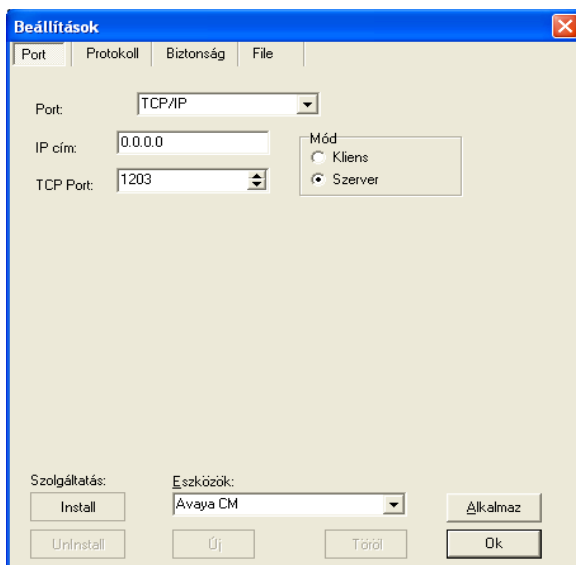 Beállítások
Port Protokoll Biztonság File
Port: TCP/IP
IP cím: 0.0.0.0
Mód
Kliens
TCP Port: 1203
Szerver
Szolgáltatás: Eszközök:
Install Avaya CM Alkalmaz
UnInstall Új Töröl Ok